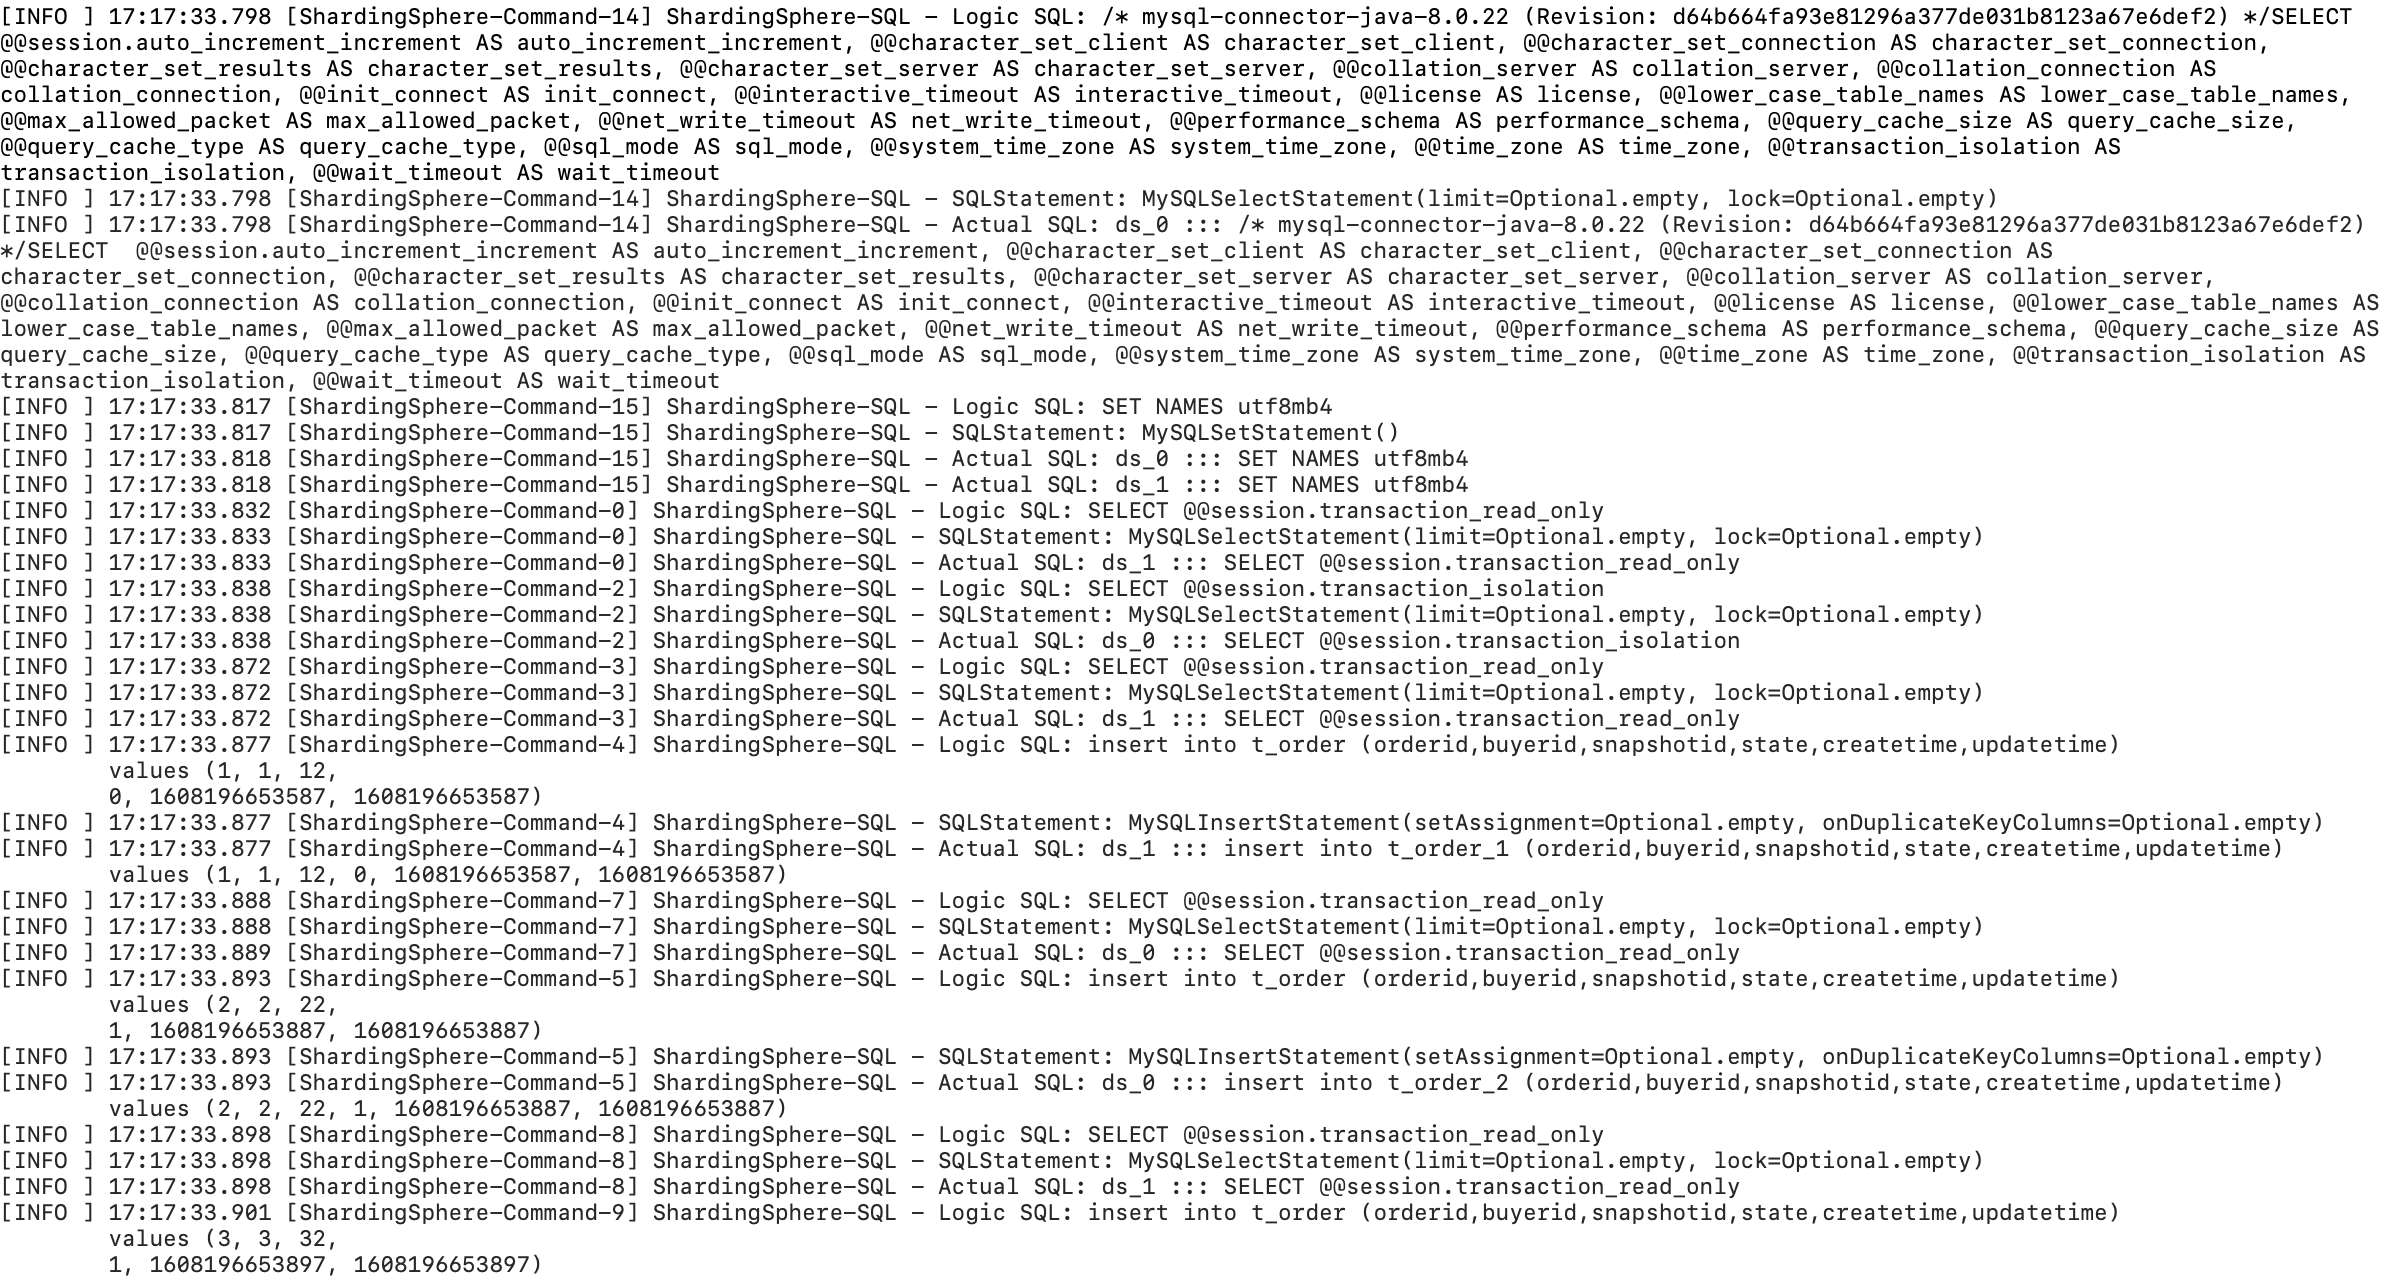 [INFO ] 17:17:33.798 [ShardingSphere-Command-14] ShardingSphere-SQL - Logic SQL: /* mysql-connector-java-8.0.22 (Revision: d64b664fa93e81296a377de031b8123a67e6def2) */SELECT
@@session.auto_increment_increment AS auto_increment_increment, @@character_set_client AS character_set_client, @@character_set_connection AS character_set_connection,
@@character_set_results AS character_set_results, @@character_set_server AS character_set_server, @@collation_server AS collation_server, @@collation_connection AS
collation_connection, @@init_connect AS init_connect, @@interactive_timeout AS interactive_timeout, @@license AS license, @@lower_case_table_names AS lower_case_table_names,
@@max_allowed_packet AS max_allowed_packet, @@net_write_timeout AS net_write_timeout, @@performance_schema AS performance_schema, @@query_cache_size AS query_cache_size,
@@query_cache_type AS query_cache_type, @@sql_mode AS sql_mode, @@system_time_zone AS system_time_zone, @@time_zone AS time_zone, @@transaction_isolation AS
transaction_isolation, @@wait_timeout AS wait_timeout
[INFO ] 17:17:33.798 [ShardingSphere-Command-14] ShardingSphere-SQL - SQLStatement: MySQLSelectStatement(limit=Optional.empty, lock=Optional.empty)
[INFO ] 17:17:33.798 [ShardingSphere-Command-14] ShardingSphere-SQL - Actual SQL: ds_0 ::: /* mysql-connector-java-8.0.22 (Revision: d64b664fa93e81296a377de031b8123a67e6def2)
*/SELECT  @@session.auto_increment_increment AS auto_increment_increment, @@character_set_client AS character_set_client, @@character_set_connection AS
character_set_connection, @@character_set_results AS character_set_results, @@character_set_server AS character_set_server, @@collation_server AS collation_server,
@@collation_connection AS collation_connection, @@init_connect AS init_connect, @@interactive_timeout AS interactive_timeout, @@license AS license, @@lower_case_table_names AS
lower_case_table_names, @@max_allowed_packet AS max_allowed_packet, @@net_write_timeout AS net_write_timeout, @@performance_schema AS performance_schema, @@query_cache_size AS
query_cache_size, @@query_cache_type AS query_cache_type, @@sql_mode AS sql_mode, @@system_time_zone AS system_time_zone, @@time_zone AS time_zone, @@transaction_isolation AS
transaction_isolation, @@wait_timeout AS wait_timeout
[INFO ] 17:17:33.817 [ShardingSphere-Command-15] ShardingSphere-SQL - Logic SQL: SET NAMES utf8mb4
[INFO ] 17:17:33.817 [ShardingSphere-Command-15] ShardingSphere-SQL - SQLStatement: MySQLSetStatement()
[INFO ] 17:17:33.818 [ShardingSphere-Command-15] ShardingSphere-SQL - Actual SQL: ds_0 ::: SET NAMES utf8mb4
[INFO ] 17:17:33.818 [ShardingSphere-Command-15] ShardingSphere-SQL - Actual SQL: ds_1 ::: SET NAMES utf8mb4
[INFO ] 17:17:33.832 [ShardingSphere-Command-0] ShardingSphere-SQL - Logic SQL: SELECT @@session.transaction_read_only
[INFO ] 17:17:33.833 [ShardingSphere-Command-0] ShardingSphere-SQL - SQLStatement: MySQLSelectStatement(limit=Optional.empty, lock=Optional.empty)
[INFO ] 17:17:33.833 [ShardingSphere-Command-0] ShardingSphere-SQL - Actual SQL: ds_1 ::: SELECT @@session.transaction_read_only
[INFO ] 17:17:33.838 [ShardingSphere-Command-2] ShardingSphere-SQL - Logic SQL: SELECT @@session.transaction_isolation
[INFO ] 17:17:33.838 [ShardingSphere-Command-2] ShardingSphere-SQL - SQLStatement: MySQLSelectStatement(limit=Optional.empty, lock=Optional.empty)
[INFO ] 17:17:33.838 [ShardingSphere-Command-2] ShardingSphere-SQL - Actual SQL: ds_0 ::: SELECT @@session.transaction_isolation
[INFO ] 17:17:33.872 [ShardingSphere-Command-3] ShardingSphere-SQL - Logic SQL: SELECT @@session.transaction_read_only
[INFO ] 17:17:33.872 [ShardingSphere-Command-3] ShardingSphere-SQL - SQLStatement: MySQLSelectStatement(limit=Optional.empty, lock=Optional.empty)
[INFO ] 17:17:33.872 [ShardingSphere-Command-3] ShardingSphere-SQL - Actual SQL: ds_1 ::: SELECT @@session.transaction_read_only
[INFO ] 17:17:33.877 [ShardingSphere-Command-4] ShardingSphere-SQL - Logic SQL: insert into t_order (orderid,buyerid,snapshotid,state,createtime,updatetime)
values (1, 1, 12,
0, 1608196653587, 1608196653587)
[INFO ] 17:17:33.877 [ShardingSphere-Command-4] ShardingSphere-SQL - SQLStatement: MySQLInsertStatement(setAssignment=Optional.empty, onDuplicateKeyColumns=Optional.empty)
[INFO ] 17:17:33.877 [ShardingSphere-Command-4] ShardingSphere-SQL - Actual SQL: ds_1 ::: insert into t_order_1 (orderid,buyerid,snapshotid,state,createtime,updatetime)
values (1, 1, 12, 0, 1608196653587, 1608196653587)
[INFO ] 17:17:33.888 [ShardingSphere-Command-7] ShardingSphere-SQL - Logic SQL: SELECT @@session.transaction_read_only
[INFO ] 17:17:33.888 [ShardingSphere-Command-7] ShardingSphere-SQL - SQLStatement: MySQLSelectStatement(limit=Optional.empty, lock=Optional.empty)
[INFO ] 17:17:33.889 [ShardingSphere-Command-7] ShardingSphere-SQL - Actual SQL: ds_0 ::: SELECT @@session.transaction_read_only
[INFO ] 17:17:33.893 [ShardingSphere-Command-5] ShardingSphere-SQL - Logic SQL: insert into t_order (orderid,buyerid,snapshotid,state,createtime,updatetime)
values (2, 2, 22,
1, 1608196653887, 1608196653887)
[INFO ] 17:17:33.893 [ShardingSphere-Command-5] ShardingSphere-SQL - SQLStatement: MySQLInsertStatement(setAssignment=Optional.empty, onDuplicateKeyColumns=Optional.empty)
[INFO ] 17:17:33.893 [ShardingSphere-Command-5] ShardingSphere-SQL - Actual SQL: ds_0 ::: insert into t_order_2 (orderid,buyerid,snapshotid,state,createtime,updatetime)
values (2, 2, 22, 1, 1608196653887, 1608196653887)
[INFO ] 17:17:33.898 [ShardingSphere-Command-8] ShardingSphere-SQL - Logic SQL: SELECT @@session.transaction_read_only
[INFO ] 17:17:33.898 [ShardingSphere-Command-8] ShardingSphere-SQL - SQLStatement: MySQLSelectStatement(limit=Optional.empty, lock=Optional.empty)
[INFO ] 17:17:33.898 [ShardingSphere-Command-8] ShardingSphere-SQL - Actual SQL: ds_1 ::: SELECT @@session.transaction_read_only
[INFO ] 17:17:33.901 [ShardingSphere-Command-9] ShardingSphere-SQL - Logic SQL: insert into t_order (orderid,buyerid,snapshotid,state,createtime,updatetime)
values (3, 3, 32,
1, 1608196653897, 1608196653897)